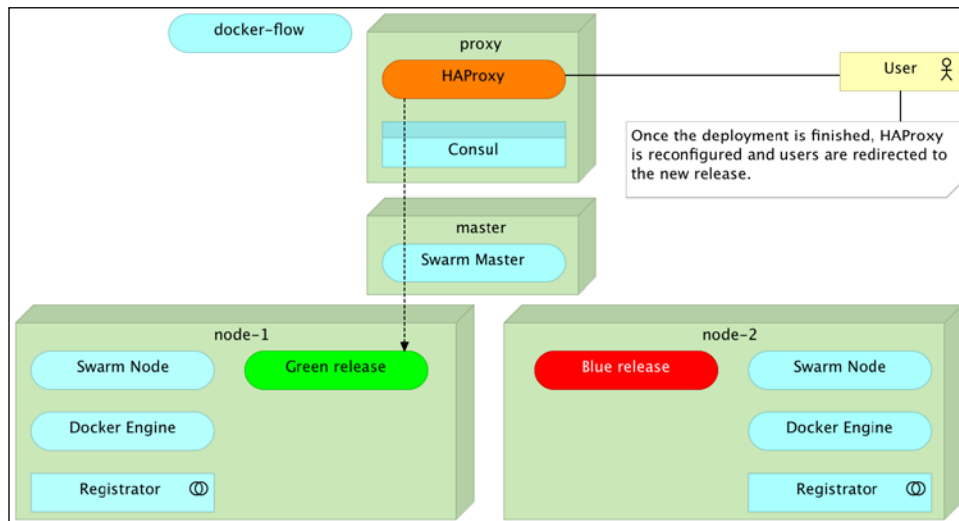 docker-flow
proxy
HAProxy
User
Consul
Once the deployment is finished, HAProxy
is reconfigured and users are redirected to
the new release.
master
Swarm Master
node-1
node-2
Swarm Node
Green release
Blue release
Swarm Node
Docker Engine
Docker Engine
Registrator
Registrator